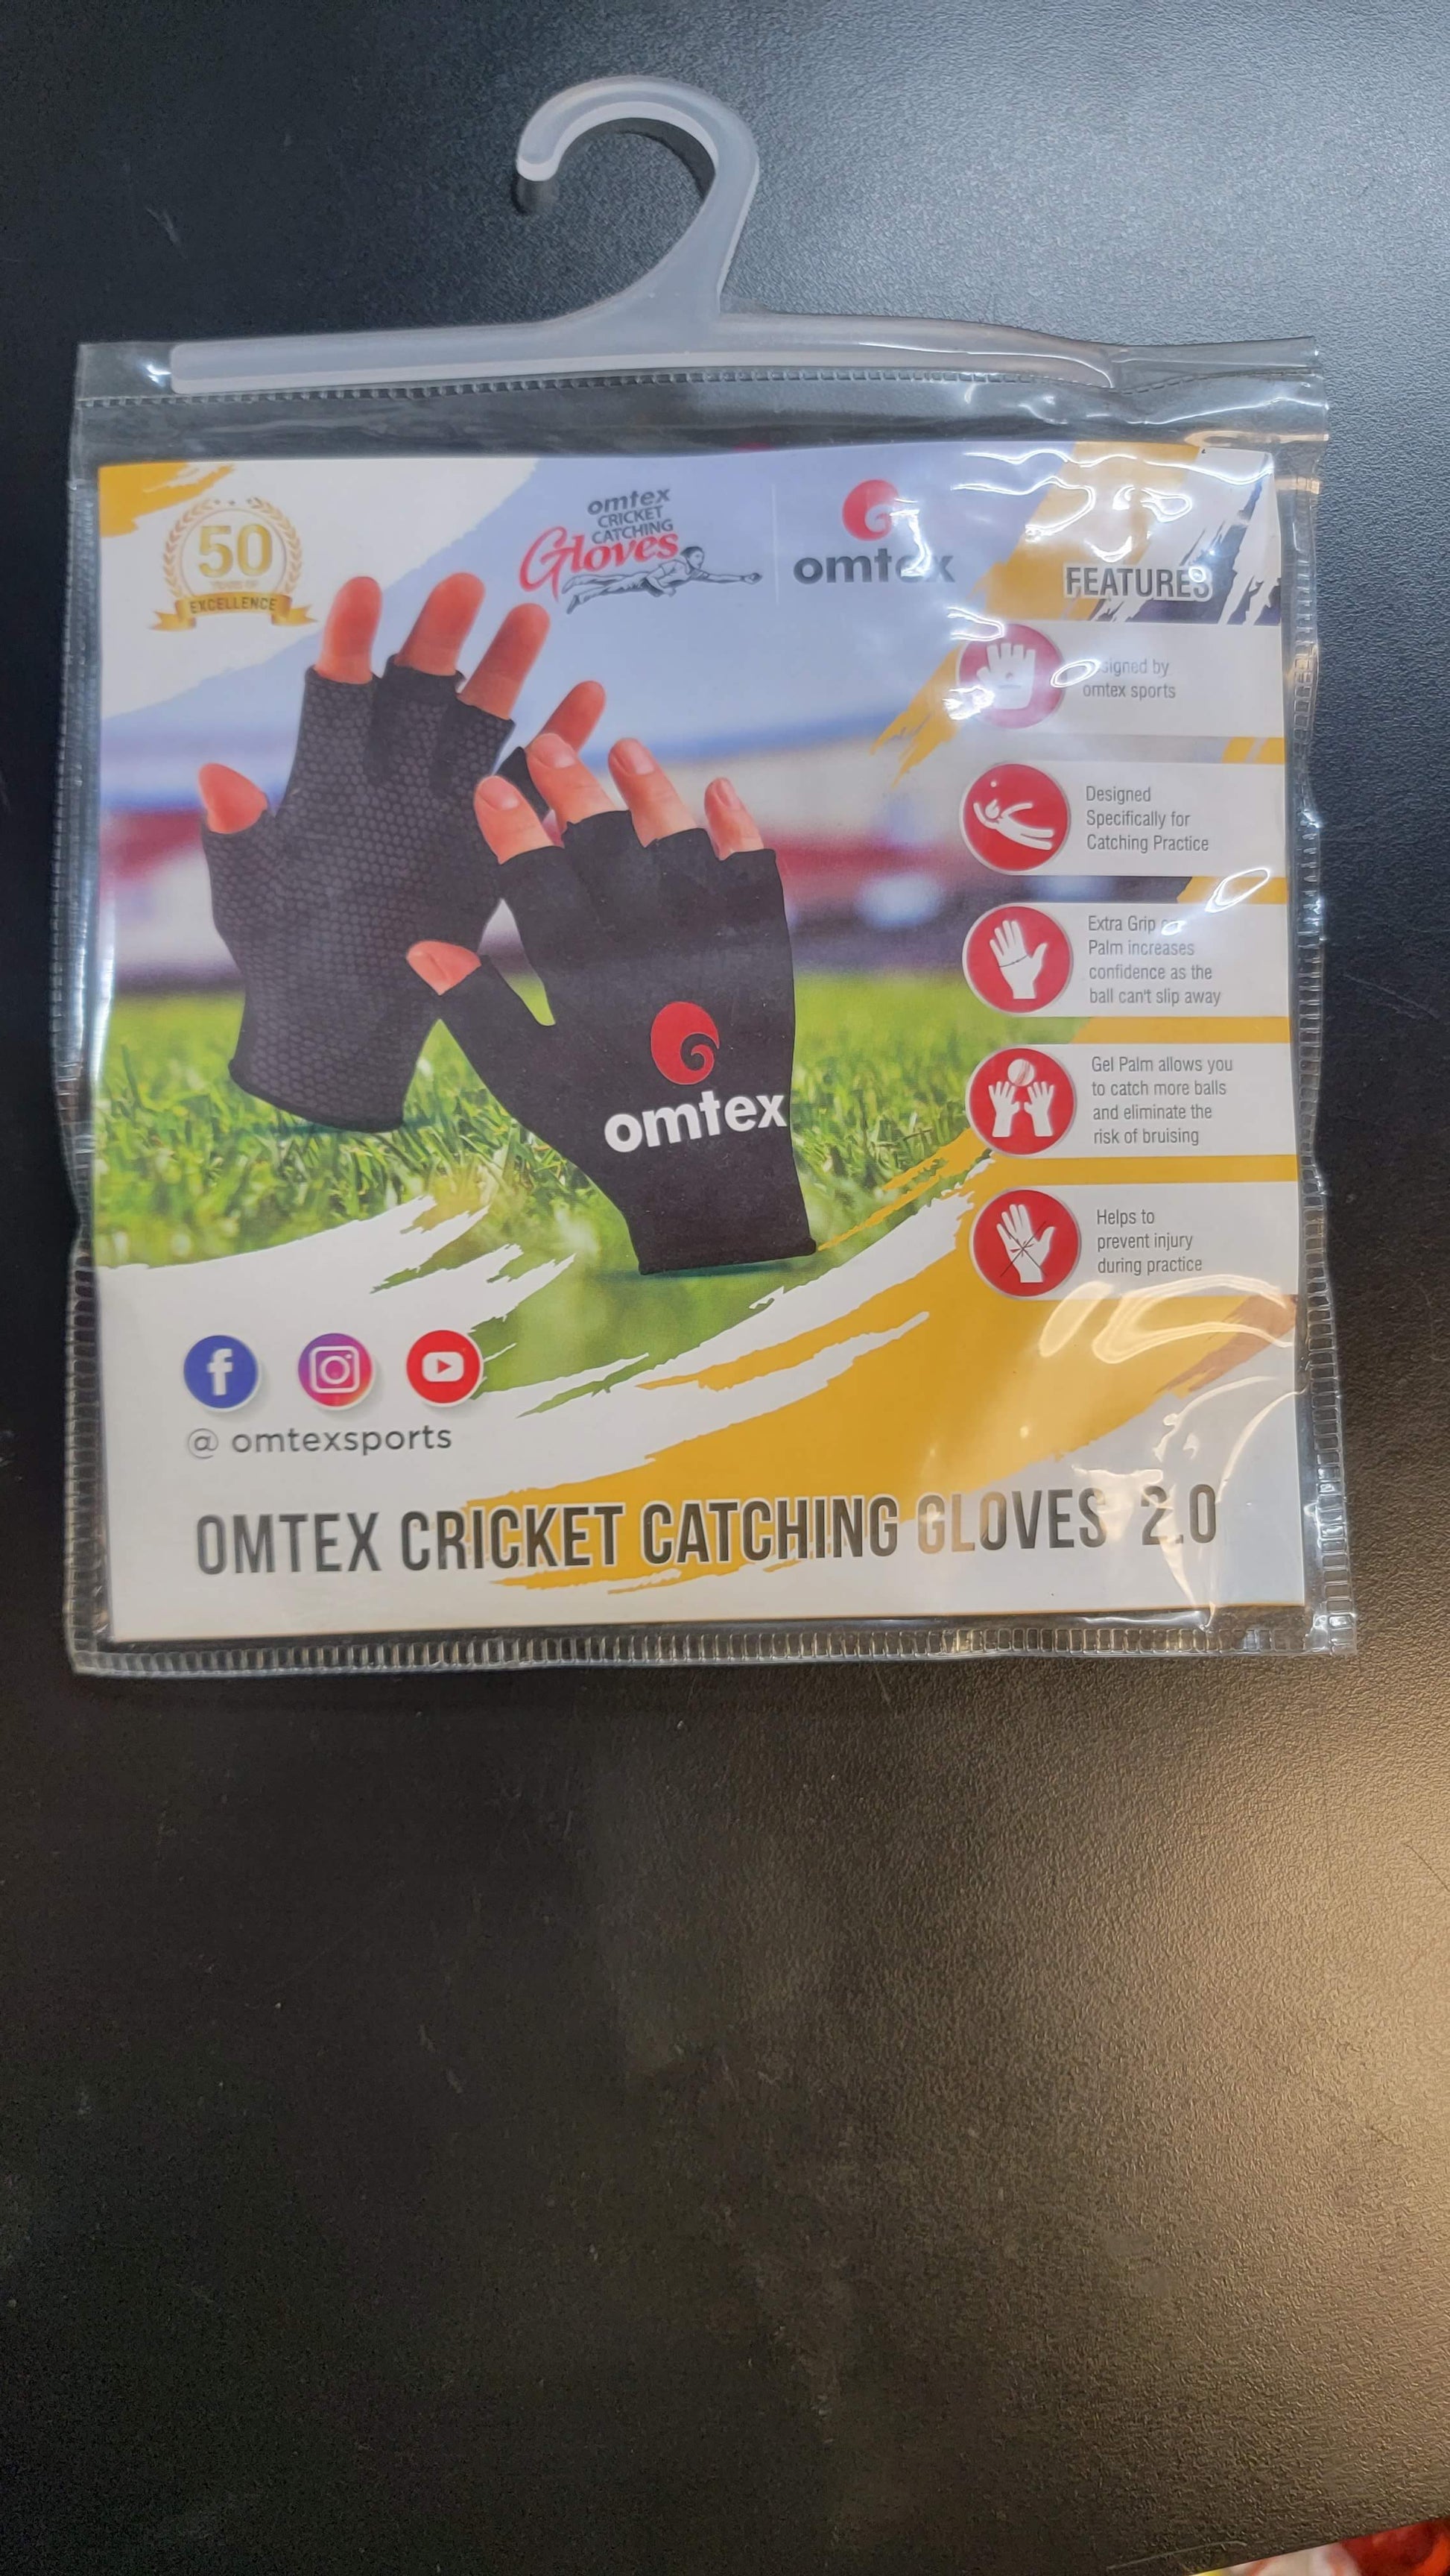 50
YEARS OF
EXCELLENCE
omtex
CRICKET
CATCHING
Gloves
omtex
FEATURES
omtex
by
omtex sports
Designed
Specifically for
Catching Practice
Extra Grip
Palm increases
confidence as the
ball can't slip away
Gel Palm allows you
to catch more balls
and eliminate the
risk of bruising
Helps to
prevent injury
during practice
@ omtexsports
OMTEX CRICKET CATCHING GLOVES 2.0